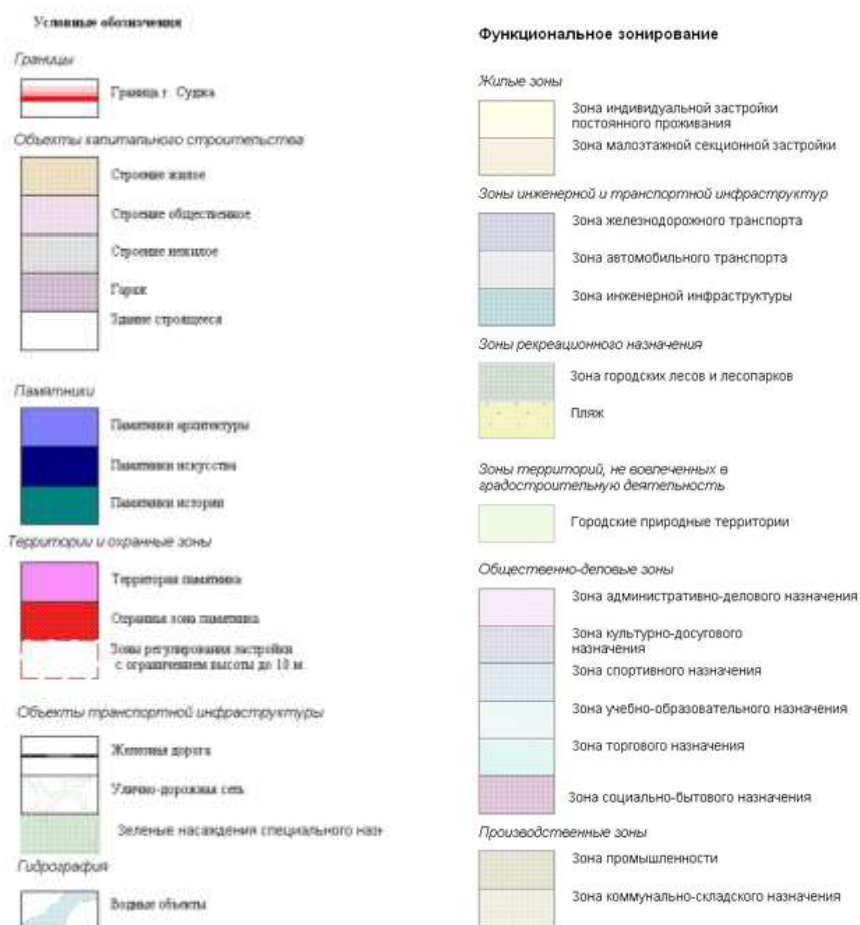 Условные обозначения
Границы
Граница г. Суджа
Объекты капитального строительства
Строение жилое
Строение общественное
Строение нежилое
Гараж
Здание строящееся
Памятники
Памятники архитектуры
Памятники искусства
Памятники истории
Территории и охранные зоны
Территория памятника
Охранная зона памятника
Зоны регулирования застройки
с ограничением высоты до 10 м
Объекты транспортной инфраструктуры
Железная дорога
Улично-дорожная сеть
Зеленые насаждения специального назн
Гидрография
Водные объекты
Функциональное зонирование
Жилые зоны
Зона индивидуальной застройки
постоянного проживания
Зона малоэтажной секционной застройки
Зоны инженерной и транспортной инфраструктур
Зона железнодорожного транспорта
Зона автомобильного транспорта
Зона инженерной инфраструктуры
Зоны рекреационного назначения
Зона городских лесов и лесопарков
Пляж
Зоны территорий, не вовлеченных в
градостроительную деятельность
Городские природные территории
Общественно-деловые зоны
Зона административно-делового назначения
Зона культурно-досугового
назначения
Зона спортивного назначения
Зона учебно-образовательного назначения
Зона торгового назначения
Зона социально-бытового назначения
Производственные зоны
Зона промышленности
Зона коммунально-складского назначения